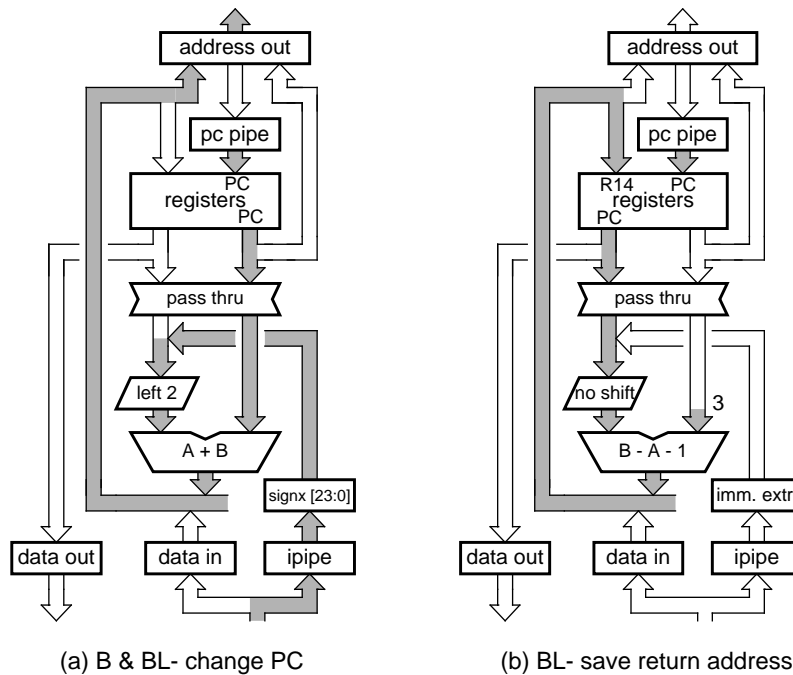 address out
pc pipe
PC
registers
PC
pass thru
left 2
A + B
signx [23:0]
data out
data in
ipipe
(a) B & BL- change PC
address out
pc pipe
R14 PC
registers
PC
pass thru
no shift
3
B - A - 1
imm. extr
data out
data in
ipipe
(b) BL- save return address